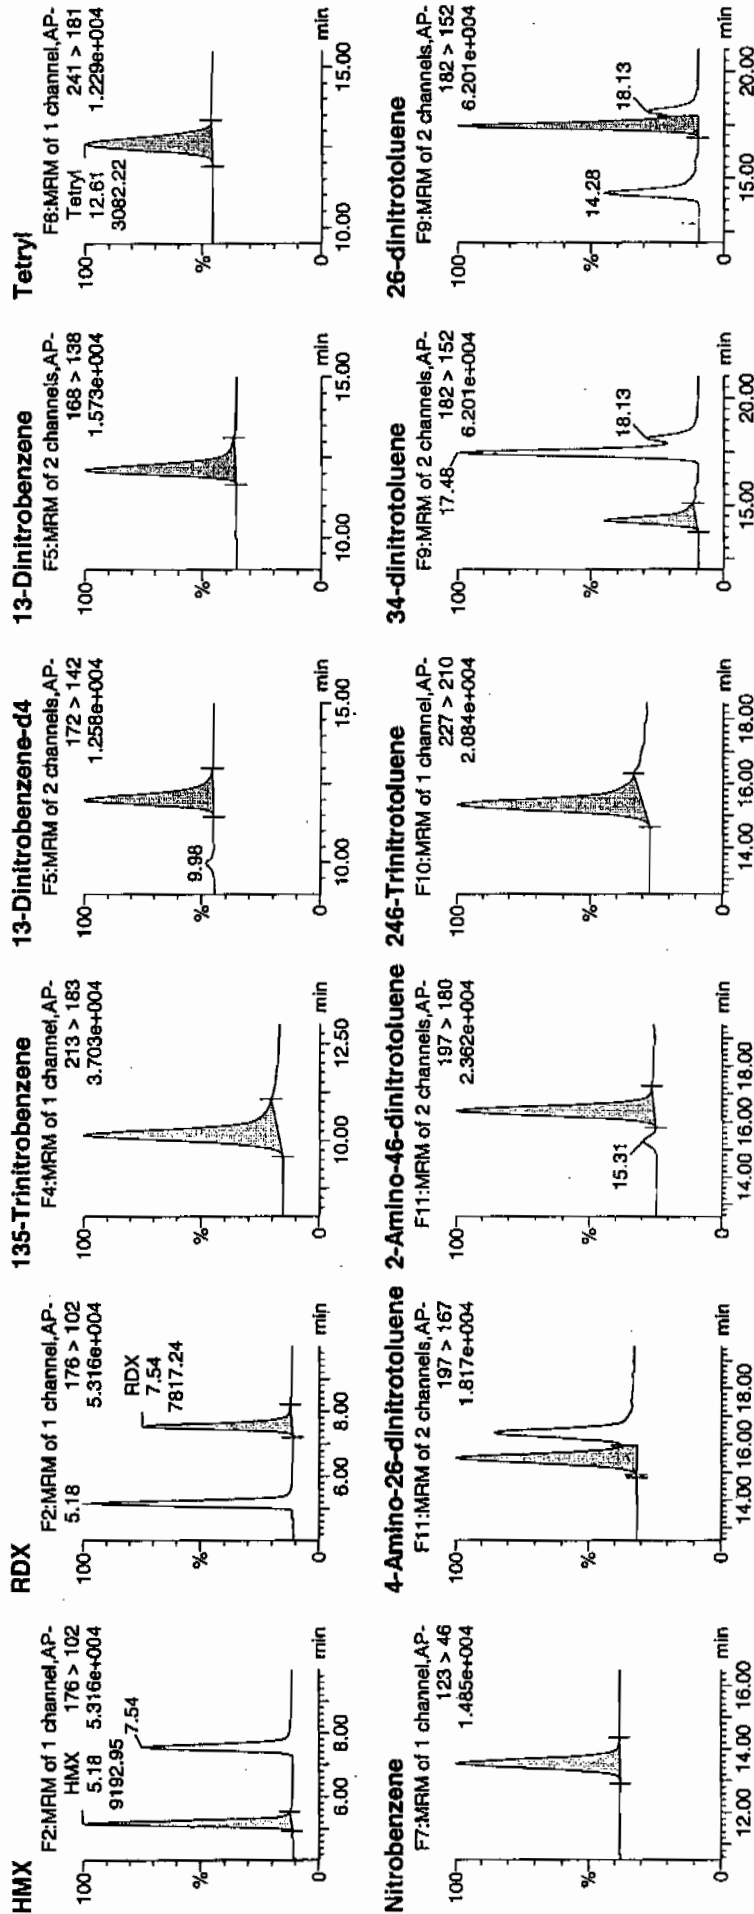 HMX
F2:MRM of 1 channel,AP-
HMX 176 > 102
5.18 5.316e+004
9192.95
7.54
100
%
0
6.00 8.00 min
RDX
F2:MRM of 1 channel,AP-
5.18 176 > 102
5.316e+004
RDX
7.54
7817.24
100
%
0
6.00 8.00 min
135-Trinitrobenzene
F4:MRM of 1 channel,AP-
213 > 183
3.703e+004
100
%
0
10.00 12.50 min
13-Dinitrobenzene-d4
F5:MRM of 2 channels,AP-
172 > 142
1.258e+004
9.98
100
%
0
10.00 15.00 min
13-Dinitrobenzene
F5:MRM of 2 channels,AP-
168 > 138
1.573e+004
100
%
0
10.00 15.00 min
Tetryl
F6:MRM of 1 channel,AP-
Tetryl 241 > 181
12.61 1.229e+004
3082.22
100
%
0
10.00 15.00 min
Nitrobenzene
F7:MRM of 1 channel,AP-
123 > 46
1.485e+004
100
%
0
12.00 14.00 16.00 min
4-Amino-26-dinitrotoluene
F11:MRM of 2 channels,AP-
197 > 167
1.817e+004
100
%
0
14.00 16.00 18.00 min
2-Amino-46-dinitrotoluene
F11:MRM of 2 channels,AP-
197 > 180
2.362e+004
15.31
100
%
0
14.00 16.00 18.00 min
246-Trinitrotoluene
F10:MRM of 1 channel,AP-
227 > 210
2.084e+004
100
%
0
14.00 16.00 18.00 min
34-dinitrotoluene
F9:MRM of 2 channels,AP-
17.48 182 > 152
6.201e+004
18.13
100
%
0
15.00 20.00 min
26-dinitrotoluene
F9:MRM of 2 channels,AP-
182 > 152
6.201e+004
14.28
18.13
100
%
0
15.00 20.00 min